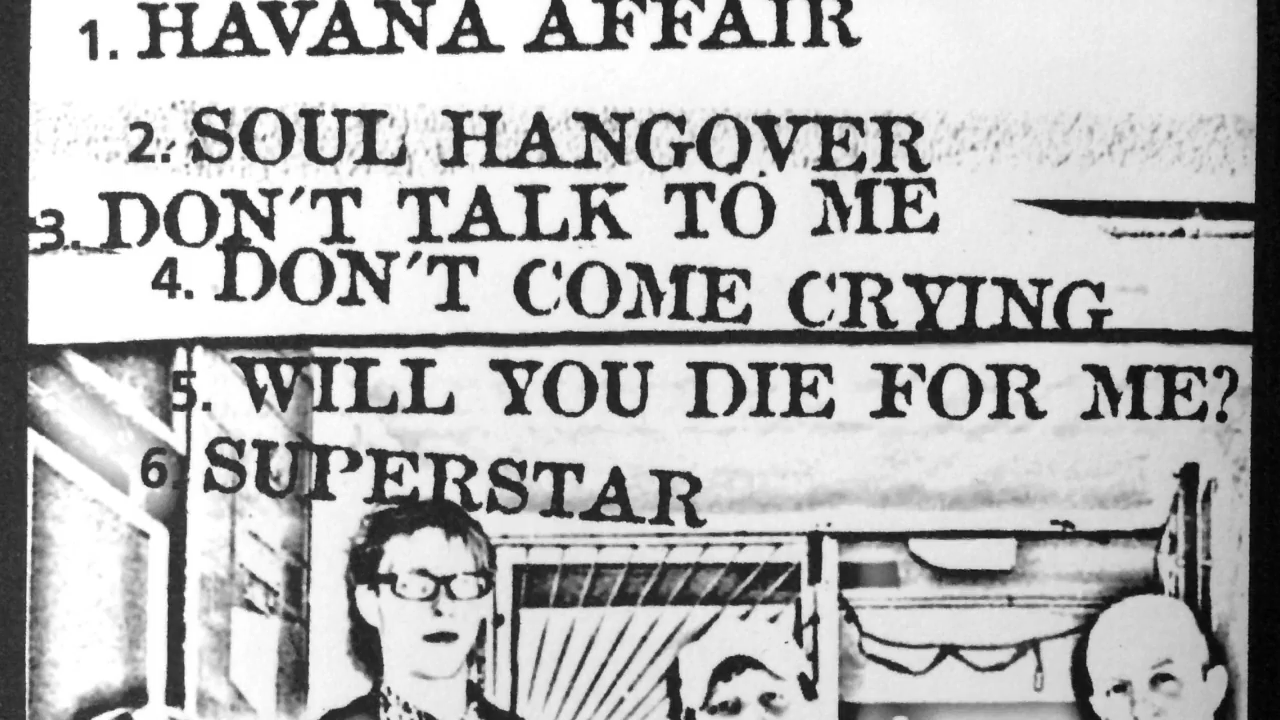 1. HAVANA AFFAIR
2. SOUL HANGOVER
3. DON'T TALK TO ME
4. DON'T COME CRYING
5. WILL YOU DIE FOR ME?
6. SUPERSTAR